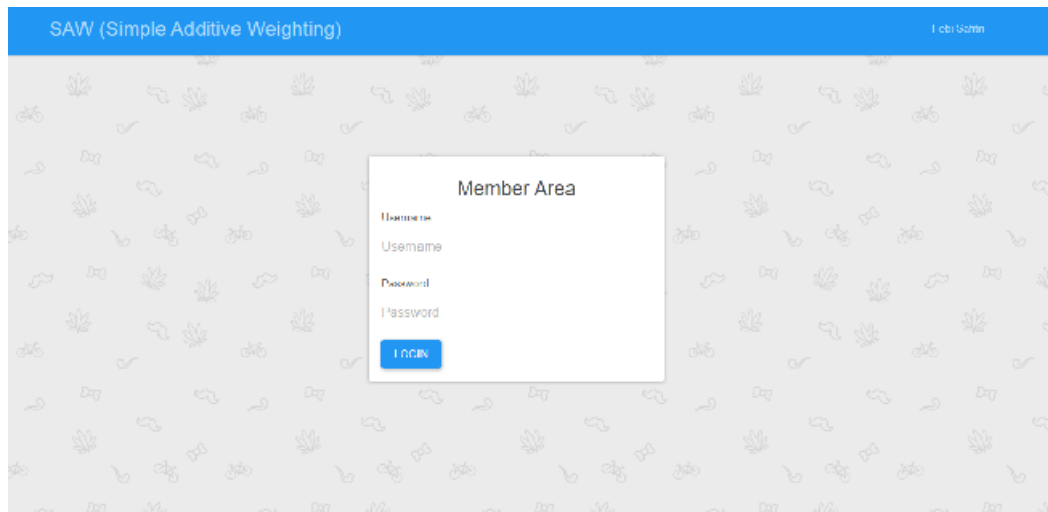 SAW (Simple Additive Weighting)
Member Area
Username
Username
Password
Password
LOGIN